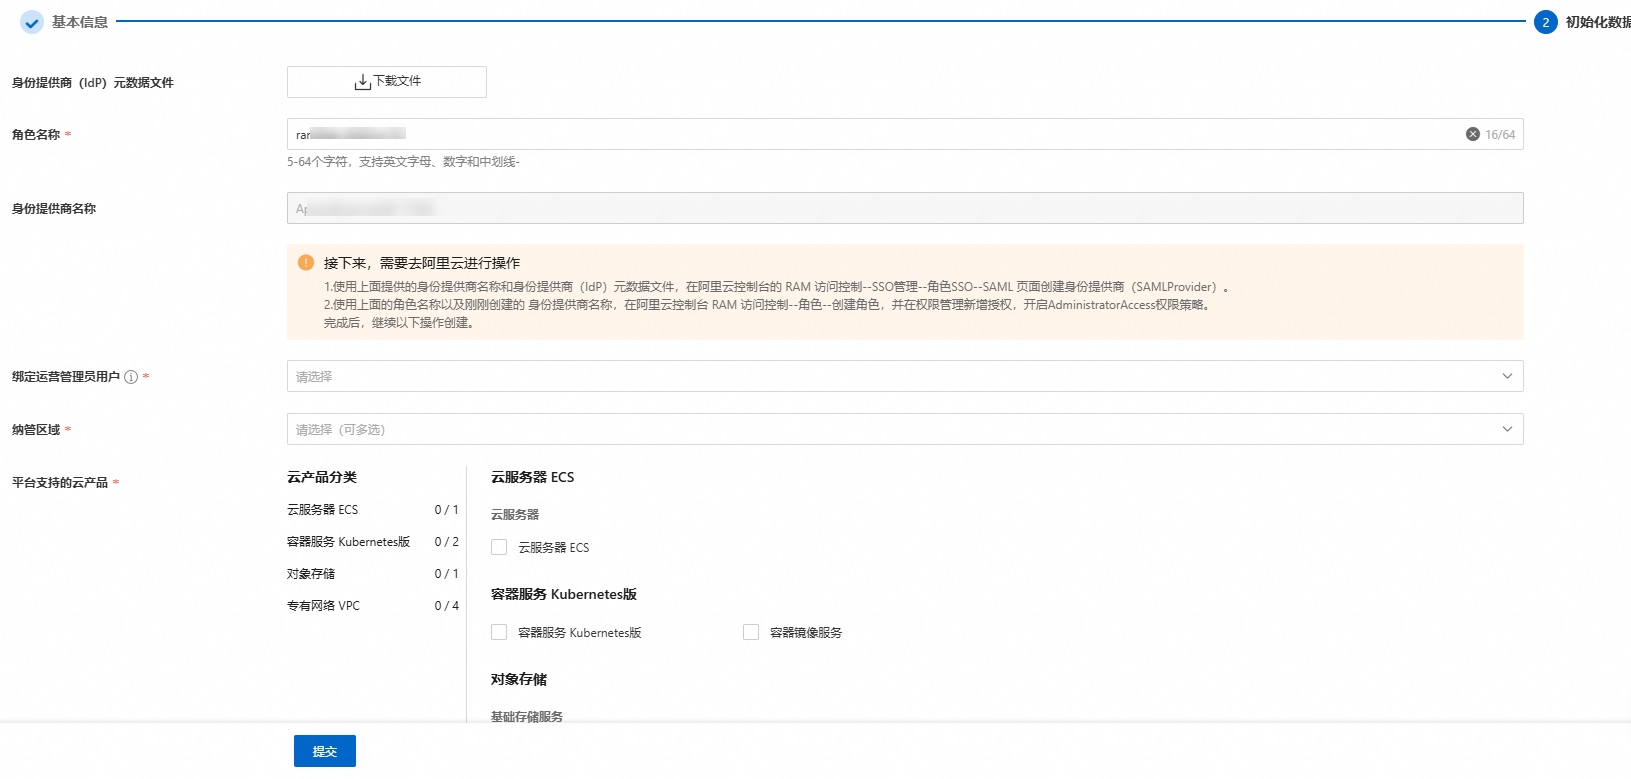 基本信息
2 初始化数据
身份提供商（IdP）元数据文件
下载文件
角色名称 *
16/64
5-64个字符，支持英文字母、数字和中划线-
身份提供商名称
接下来，需要去阿里云进行操作
1.使用上面提供的身份提供商名称和身份提供商（IdP）元数据文件，在阿里云控制台的 RAM 访问控制--SSO管理--角色SSO--SAML 页面创建身份提供商（SAMLProvider）。
2.使用上面的角色名称以及刚刚创建的 身份提供商名称，在阿里云控制台 RAM 访问控制--角色--创建角色，并在权限管理新增授权，开启AdministratorAccess权限策略。
完成后，继续以下操作创建。
绑定运营管理员用户 *
请选择
纳管区域 *
请选择（可多选）
平台支持的云产品 *
云产品分类
云服务器 ECS 0 / 1
容器服务 Kubernetes版 0 / 2
对象存储 0 / 1
专有网络 VPC 0 / 4
云服务器 ECS
云服务器
云服务器 ECS
容器服务 Kubernetes版
容器服务 Kubernetes版
容器镜像服务
对象存储
基础存储服务
提交